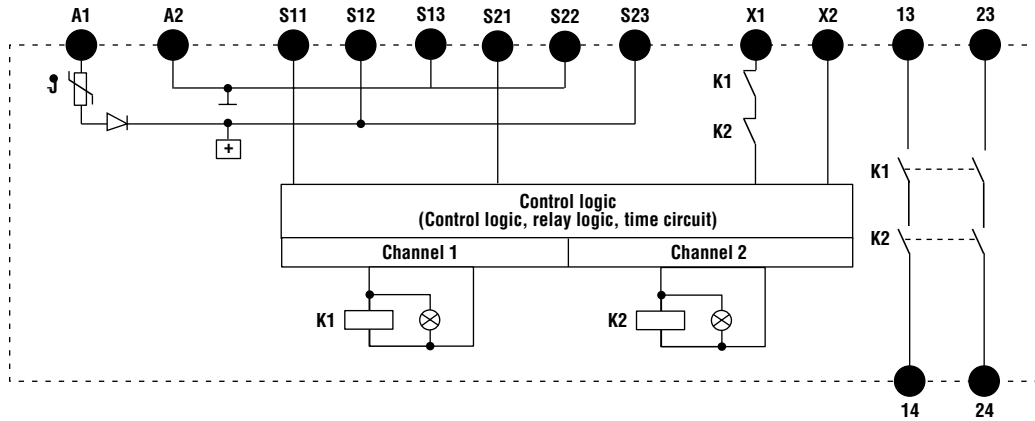 A1 A2 S11 S12 S13 S21 S22 S23 X1 X2 13 23
K1
K2
+
K1
K2
Control logic
(Control logic, relay logic, time circuit)
Channel 1 Channel 2
K1 K2
14 24